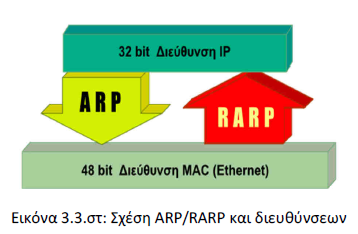 32 bit Διεύθυνση IP
ARP
RARP
48 bit Διεύθυνση MAC (Ethernet)
Εικόνα 3.3.στ: Σχέση ARP/RARP και διευθύνσεων